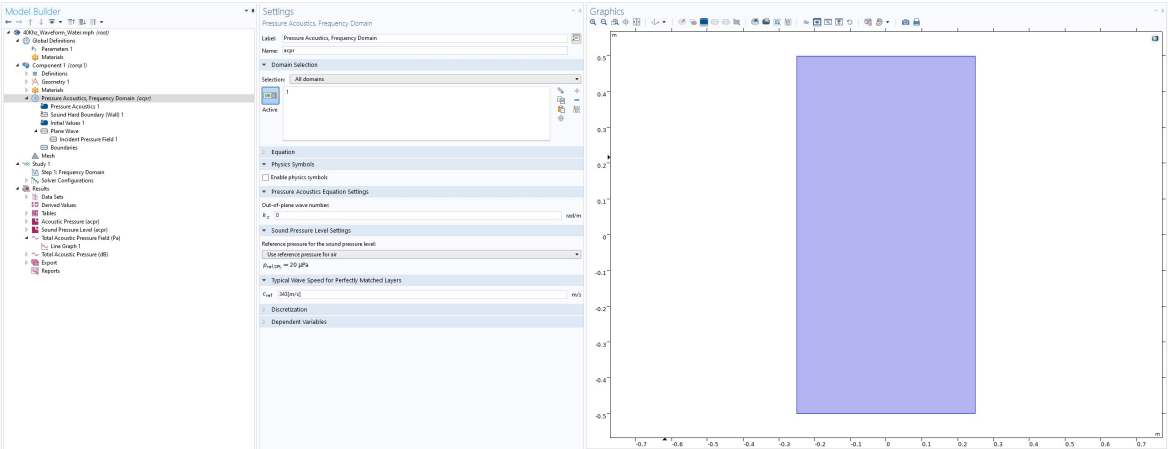 Model Builder
40Khz_Waveform_Water.mph (root)
Global Definitions
Pi Parameters 1
Materials
Component 1 (comp1)
Definitions
Geometry 1
Materials
Pressure Acoustics, Frequency Domain (acpr)
Pressure Acoustics 1
Sound Hard Boundary (Wall) 1
Initial Values 1
Plane Wave
Incident Pressure Field 1
Boundaries
Mesh
Study 1
Step 1: Frequency Domain
Solver Configurations
Results
Data Sets
Derived Values
Tables
Acoustic Pressure (acpr)
Sound Pressure Level (acpr)
Total Acoustic Pressure Field (Pa)
Line Graph 1
Total Acoustic Pressure (dB)
Export
Reports
Settings
Pressure Acoustics, Frequency Domain
Label: Pressure Acoustics, Frequency Domain
Name: acpr
Domain Selection
Selection: All domains
1
Active
Equation
Physics Symbols
Enable physics symbols
Pressure Acoustics Equation Settings
Out-of-plane wave number:
kz 0 rad/m
Sound Pressure Level Settings
Reference pressure for the sound pressure level:
Use reference pressure for air
pref,SPL = 20 µPa
Typical Wave Speed for Perfectly Matched Layers
cref 343[m/s] m/s
Discretization
Dependent Variables
Graphics
m
0.5
0.4
0.3
0.2
0.1
0
-0.1
-0.2
-0.3
-0.4
-0.5
m
-0.7 -0.6 -0.5 -0.4 -0.3 -0.2 -0.1 0 0.1 0.2 0.3 0.4 0.5 0.6 0.7